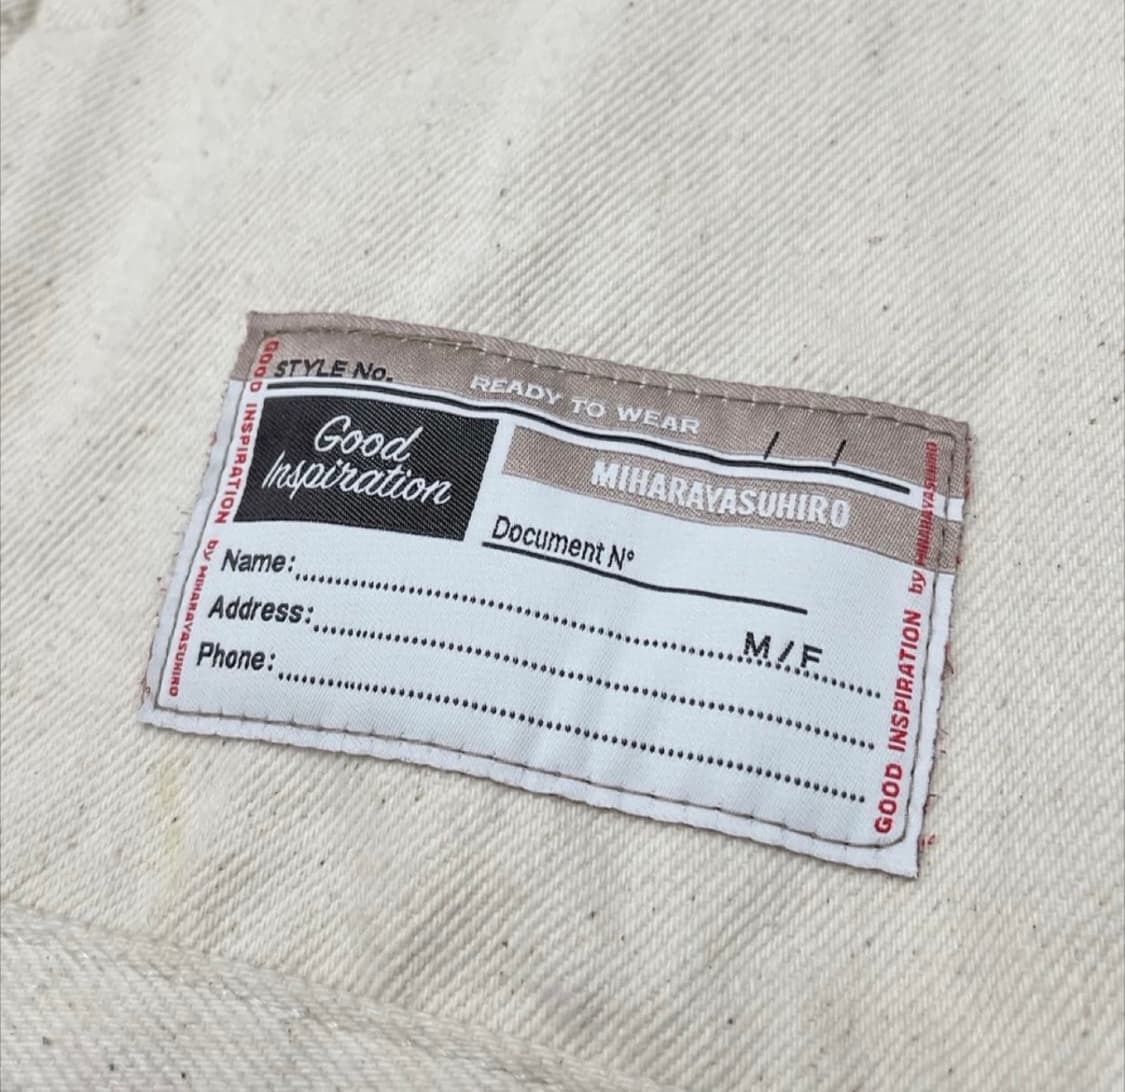 STYLE No.
READY TO WEAR
/ /
Good
Inspiration
MIHARAYASUHIRO
Document Nº
Name:
M/F
Address:
Phone:
GOOD INSPIRATION by MIHARAYASUHIRO
GOOD INSPIRATION by MIHARAYASUHIRO